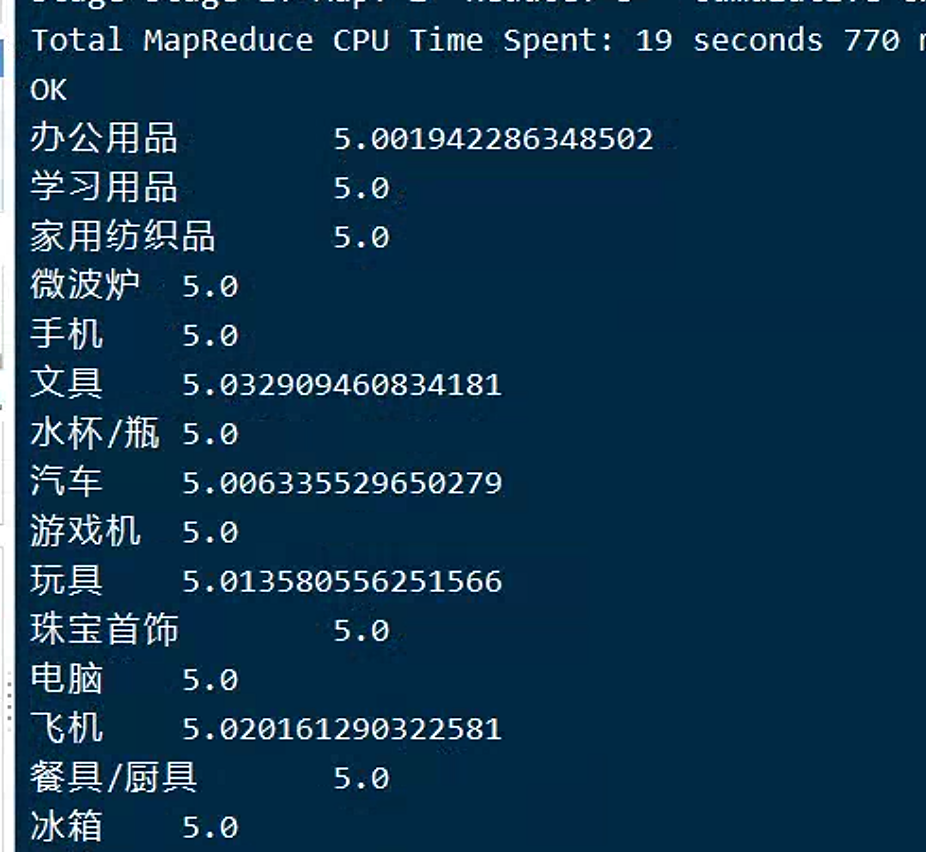 Total MapReduce CPU Time Spent: 19 seconds 770
OK
办公用品 5.001942286348502
学习用品 5.0
家用纺织品 5.0
微波炉 5.0
手机 5.0
文具 5.032909460834181
水杯/瓶 5.0
汽车 5.006335529650279
游戏机 5.0
玩具 5.013580556251566
珠宝首饰 5.0
电脑 5.0
飞机 5.020161290322581
餐具/厨具 5.0
冰箱 5.0